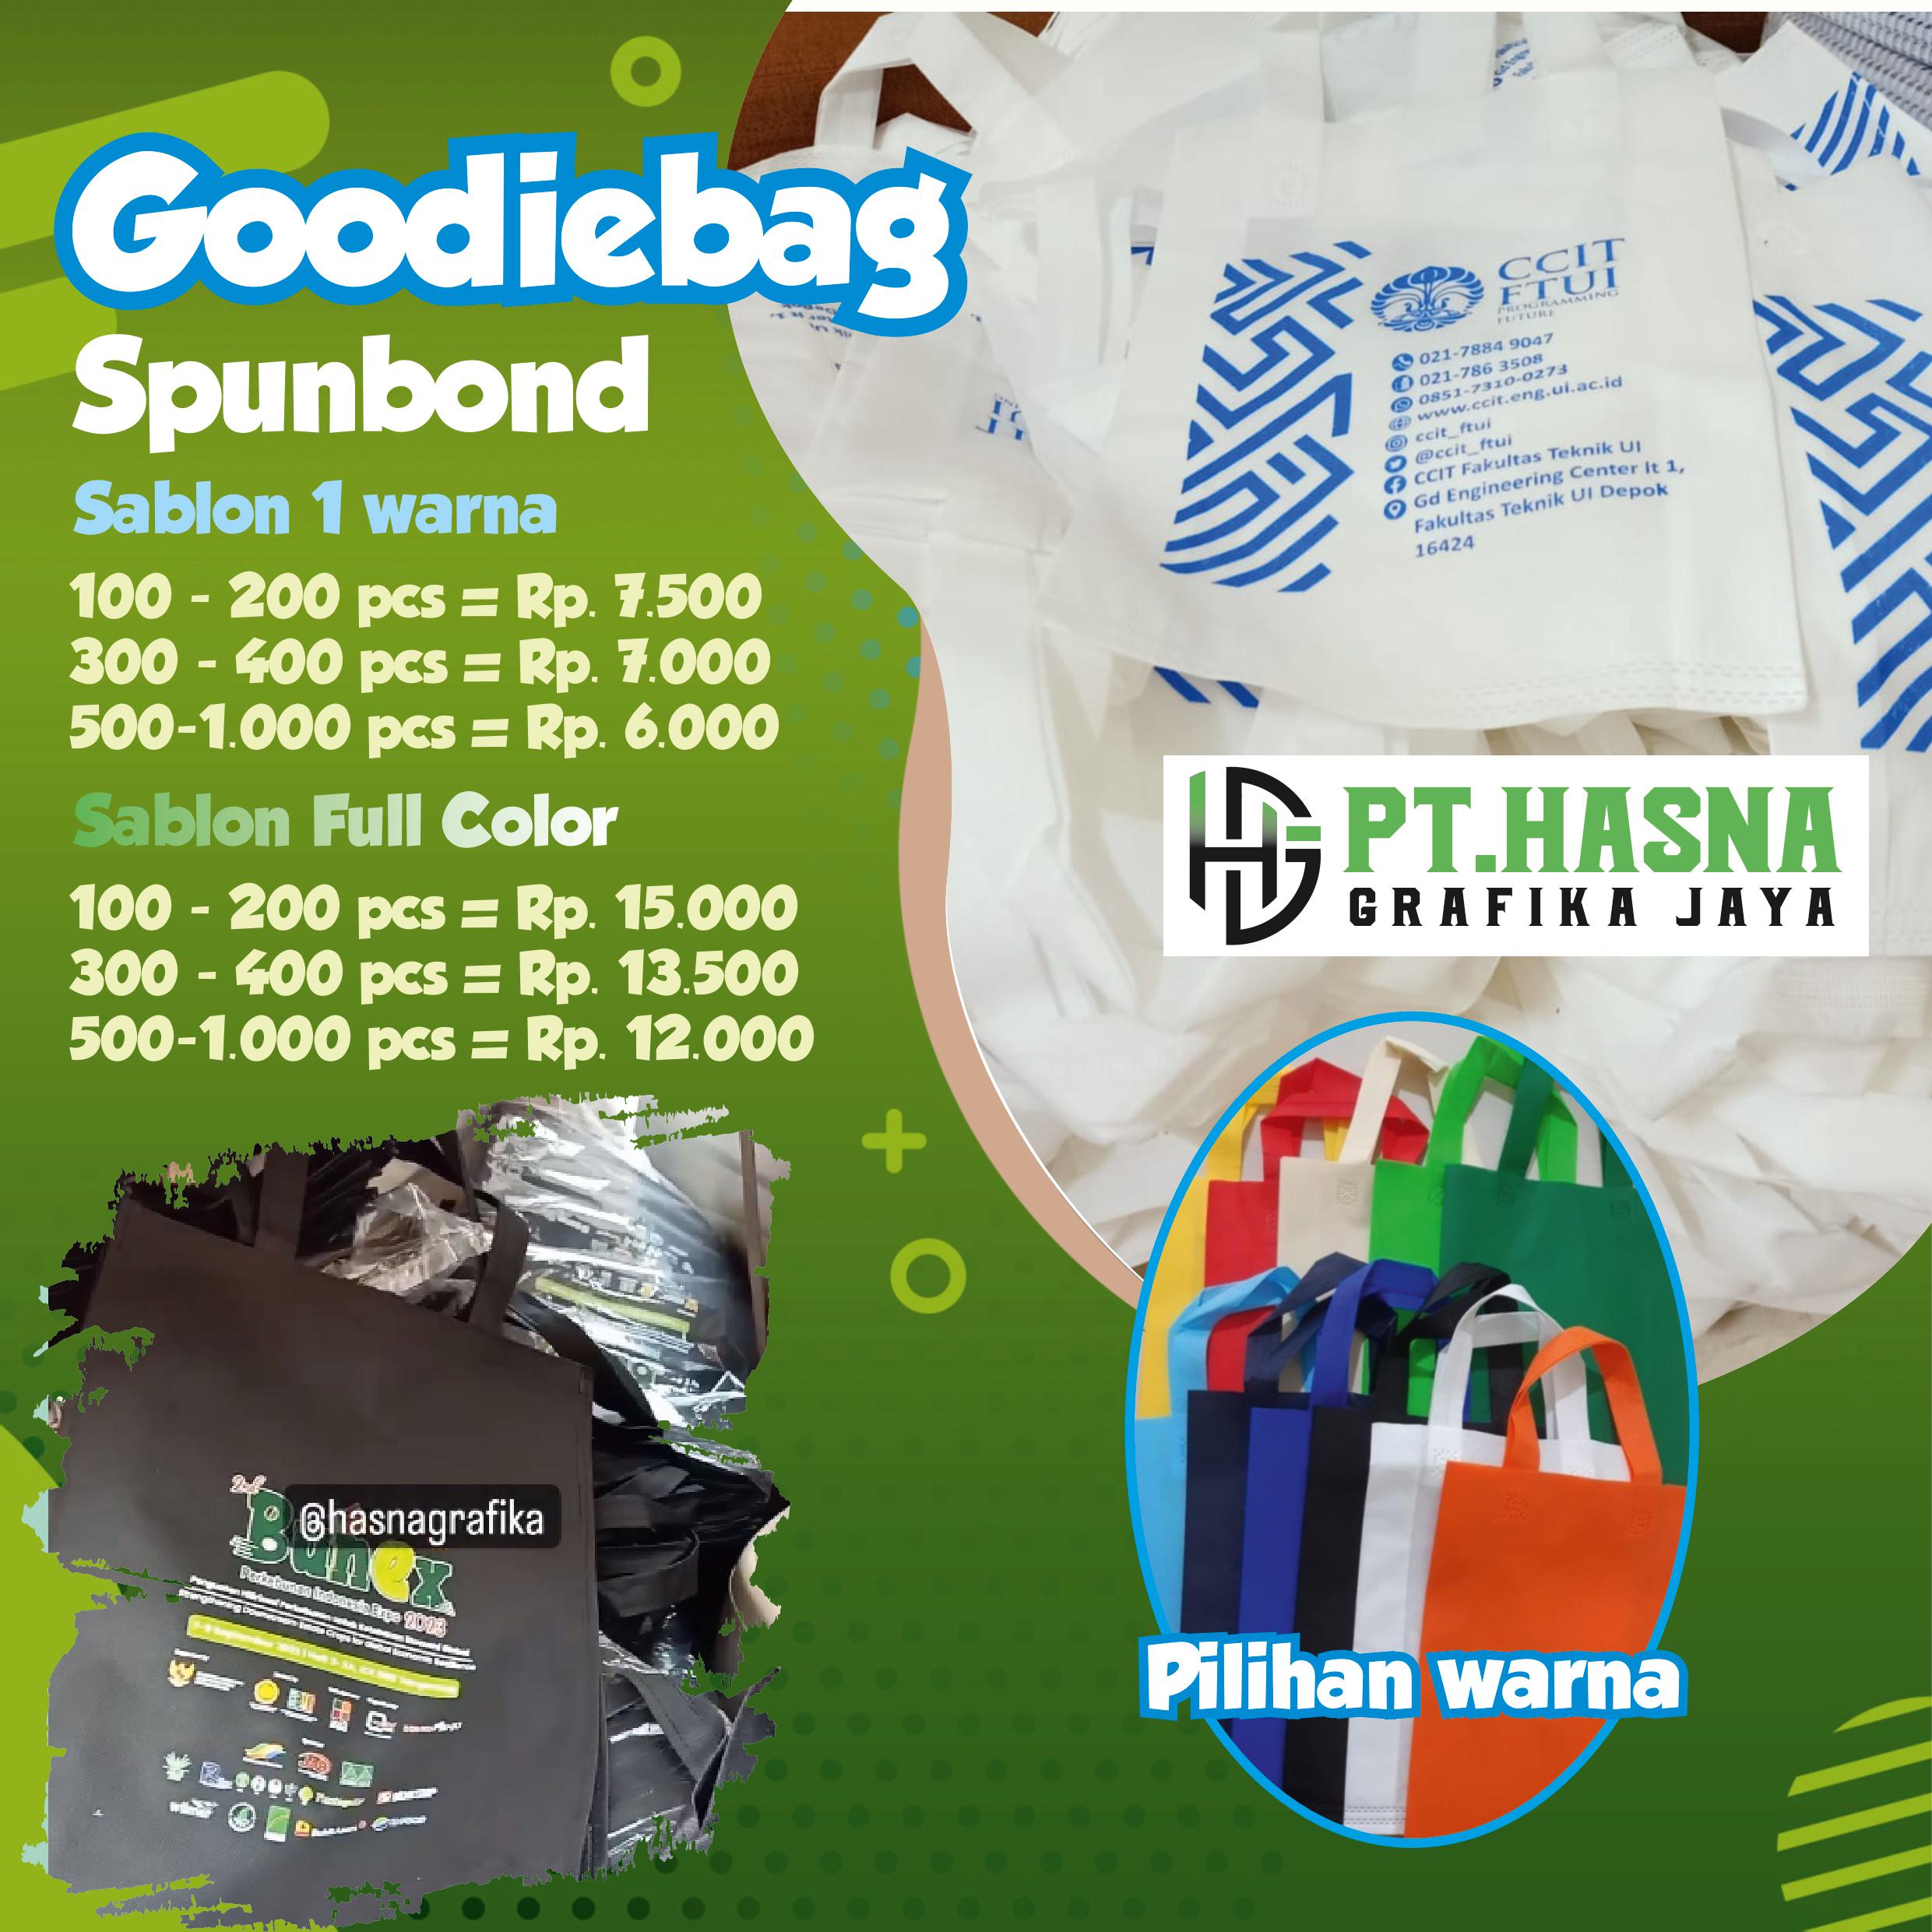 Goodiebag
Spunbond
Sablon 1 warna
100 - 200 pcs = Rp. 7.500
300 - 400 pcs = Rp. 7.000
500-1.000 pcs = Rp. 6.000
Sablon Full Color
100 - 200 pcs = Rp. 15.000
300 - 400 pcs = Rp. 13.500
500-1.000 pcs = Rp. 12.000
CCIT
FTUI
PROGRAMMING
FUTURE
021-7884 9047
021-786 3508
0851-7310-0273
www.ccit.eng.ui.ac.id
ccit_ftui
@ccit_ftui
CCIT Fakultas Teknik UI
Gd Engineering Center lt 1,
Fakultas Teknik UI Depok
16424
HG
PT.HASNA
GRAFIKA JAYA
@hasnagrafika
2nd
Bunex
Perkebunan Indonesia Expo 2023
Pilihan warna